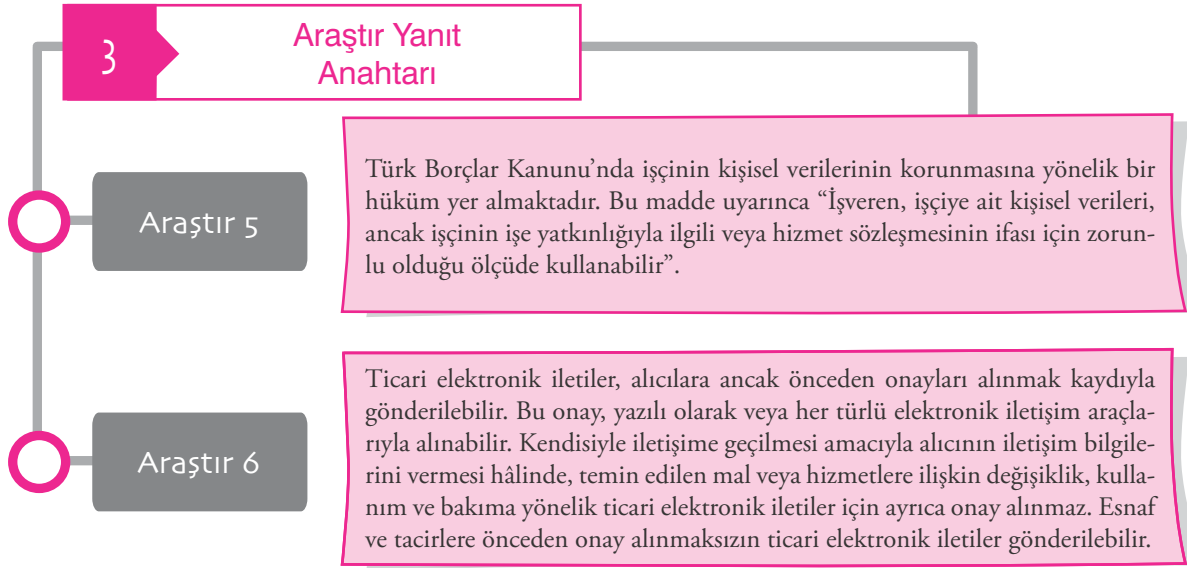 3
Araştır Yanıt
Anahtarı
Araştır 5
Türk Borçlar Kanunu’nda işçinin kişisel verilerinin korunmasına yönelik bir
hüküm yer almaktadır. Bu madde uyarınca “İşveren, işçiye ait kişisel verileri,
ancak işçinin işe yatkınlığıyla ilgili veya hizmet sözleşmesinin ifası için zorun-
lu olduğu ölçüde kullanabilir”.
Araştır 6
Ticari elektronik iletiler, alıcılara ancak önceden onayları alınmak kaydıyla
gönderilebilir. Bu onay, yazılı olarak veya her türlü elektronik iletişim araçla-
rıyla alınabilir. Kendisiyle iletişime geçilmesi amacıyla alıcının iletişim bilgile-
rini vermesi hâlinde, temin edilen mal veya hizmetlere ilişkin değişiklik, kulla-
nım ve bakıma yönelik ticari elektronik iletiler için ayrıca onay alınmaz. Esnaf
ve tacirlere önceden onay alınmaksızın ticari elektronik iletiler gönderilebilir.